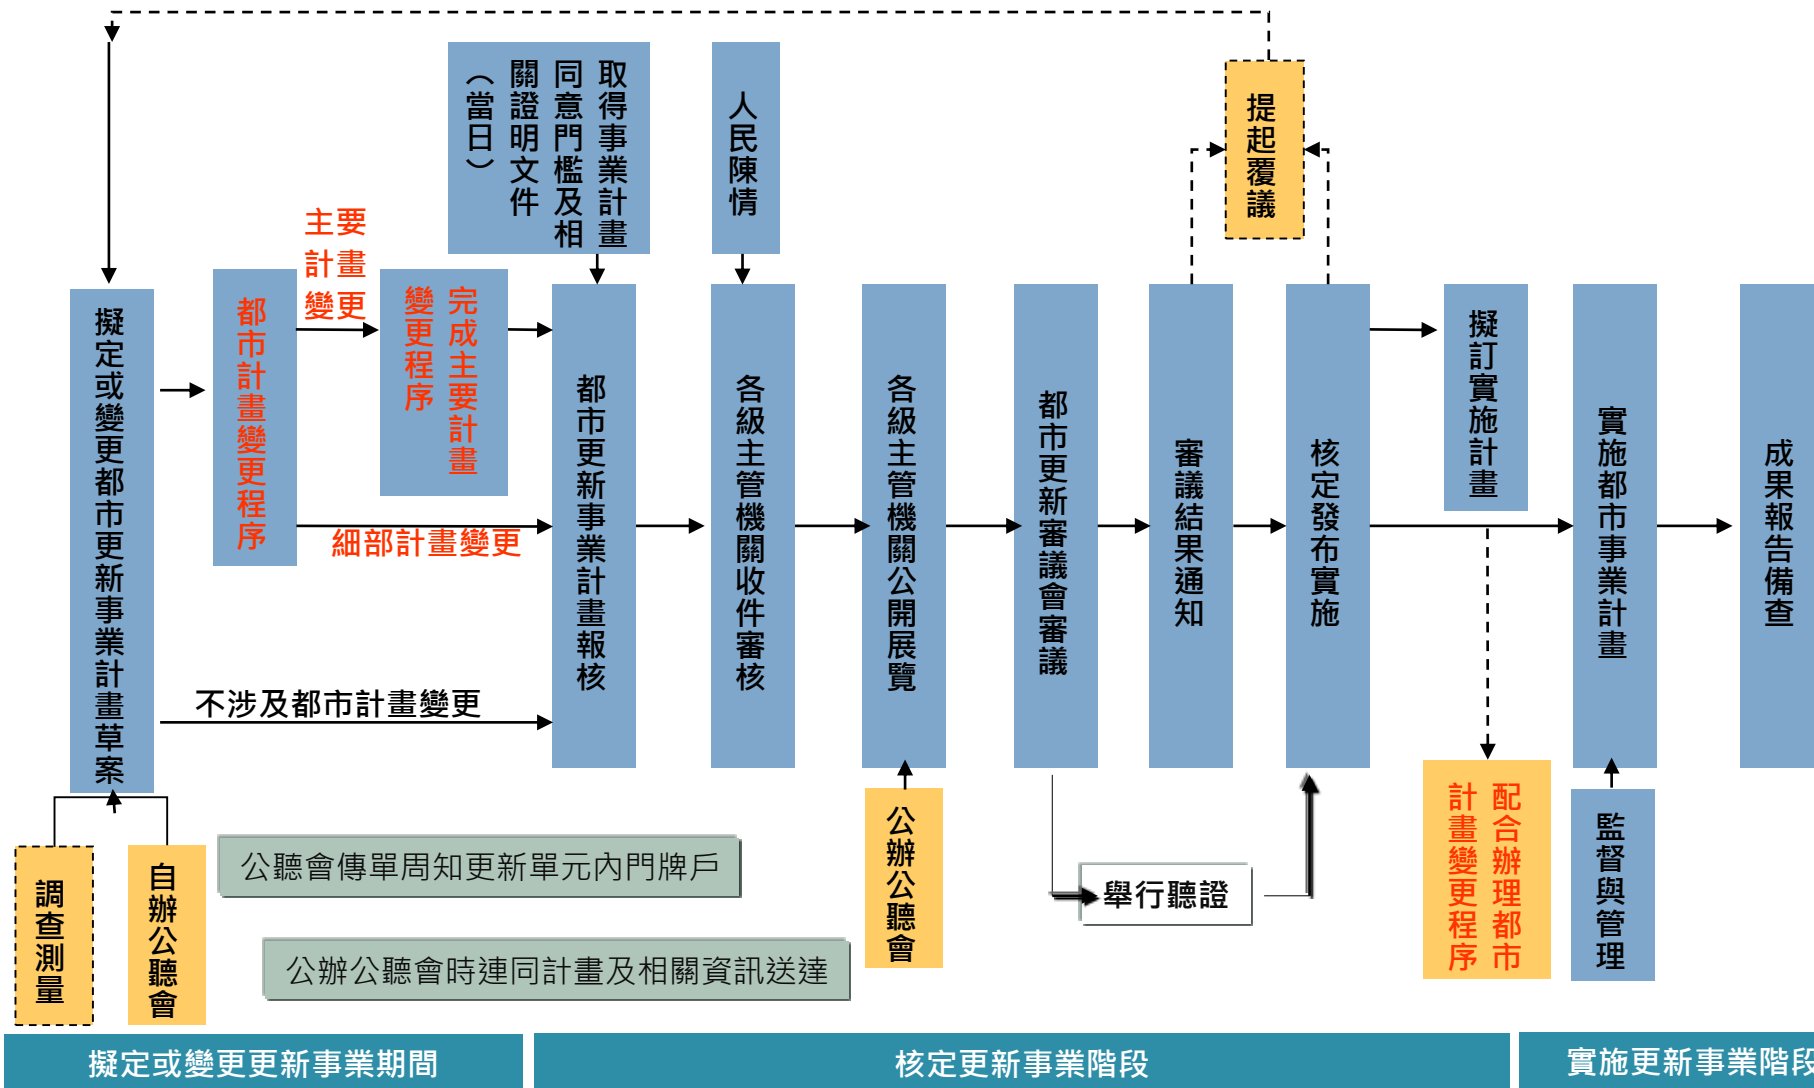 取得事業計畫
同意門檻及相
關證明文件
（當日）
人民陳情
提起覆議
主要
計畫
變更
擬定或變更都市更新事業計畫草案
都市計畫變更程序
完成主要計畫
變更程序
細部計畫變更
不涉及都市計畫變更
都市更新事業計畫報核
各級主管機關收件審核
各級主管機關公開展覽
都市更新審議會審議
審議結果通知
核定發布實施
擬訂實施計畫
實施都市事業計畫
成果報告備查
調查測量
自辦公聽會
公聽會傳單周知更新單元內門牌戶
公辦公聽會時連同計畫及相關資訊送達
公辦公聽會
舉行聽證
配合辦理都市
計畫變更程序
監督與管理
擬定或變更更新事業期間
核定更新事業階段
實施更新事業階段